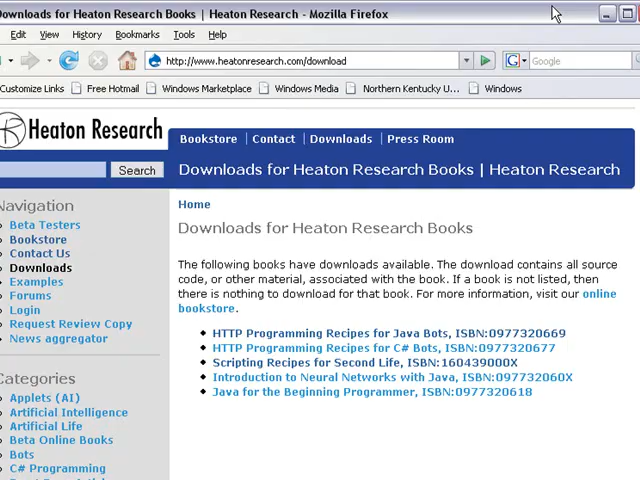 Downloads for Heaton Research Books | Heaton Research - Mozilla Firefox
Edit View History Bookmarks Tools Help
http://www.heatonresearch.com/download
G Google
Customize Links Free Hotmail Windows Marketplace Windows Media Northern Kentucky U... Windows
Heaton Research
Bookstore | Contact | Downloads | Press Room
Search
Downloads for Heaton Research Books | Heaton Research
Navigation
Beta Testers
Bookstore
Contact Us
Downloads
Examples
Forums
Login
Request Review Copy
News aggregator
Categories
Applets (AI)
Artificial Intelligence
Artificial Life
Beta Online Books
Bots
C# Programming
Home
Downloads for Heaton Research Books
The following books have downloads available. The download contains all source
code, or other material, associated with the book. If a book is not listed, then
there is nothing to download for that book. For more information, visit our online
bookstore.
HTTP Programming Recipes for Java Bots, ISBN:0977320669
HTTP Programming Recipes for C# Bots, ISBN:0977320677
Scripting Recipes for Second Life, ISBN:160439000X
Introduction to Neural Networks with Java, ISBN:097732060X
Java for the Beginning Programmer, ISBN:0977320618